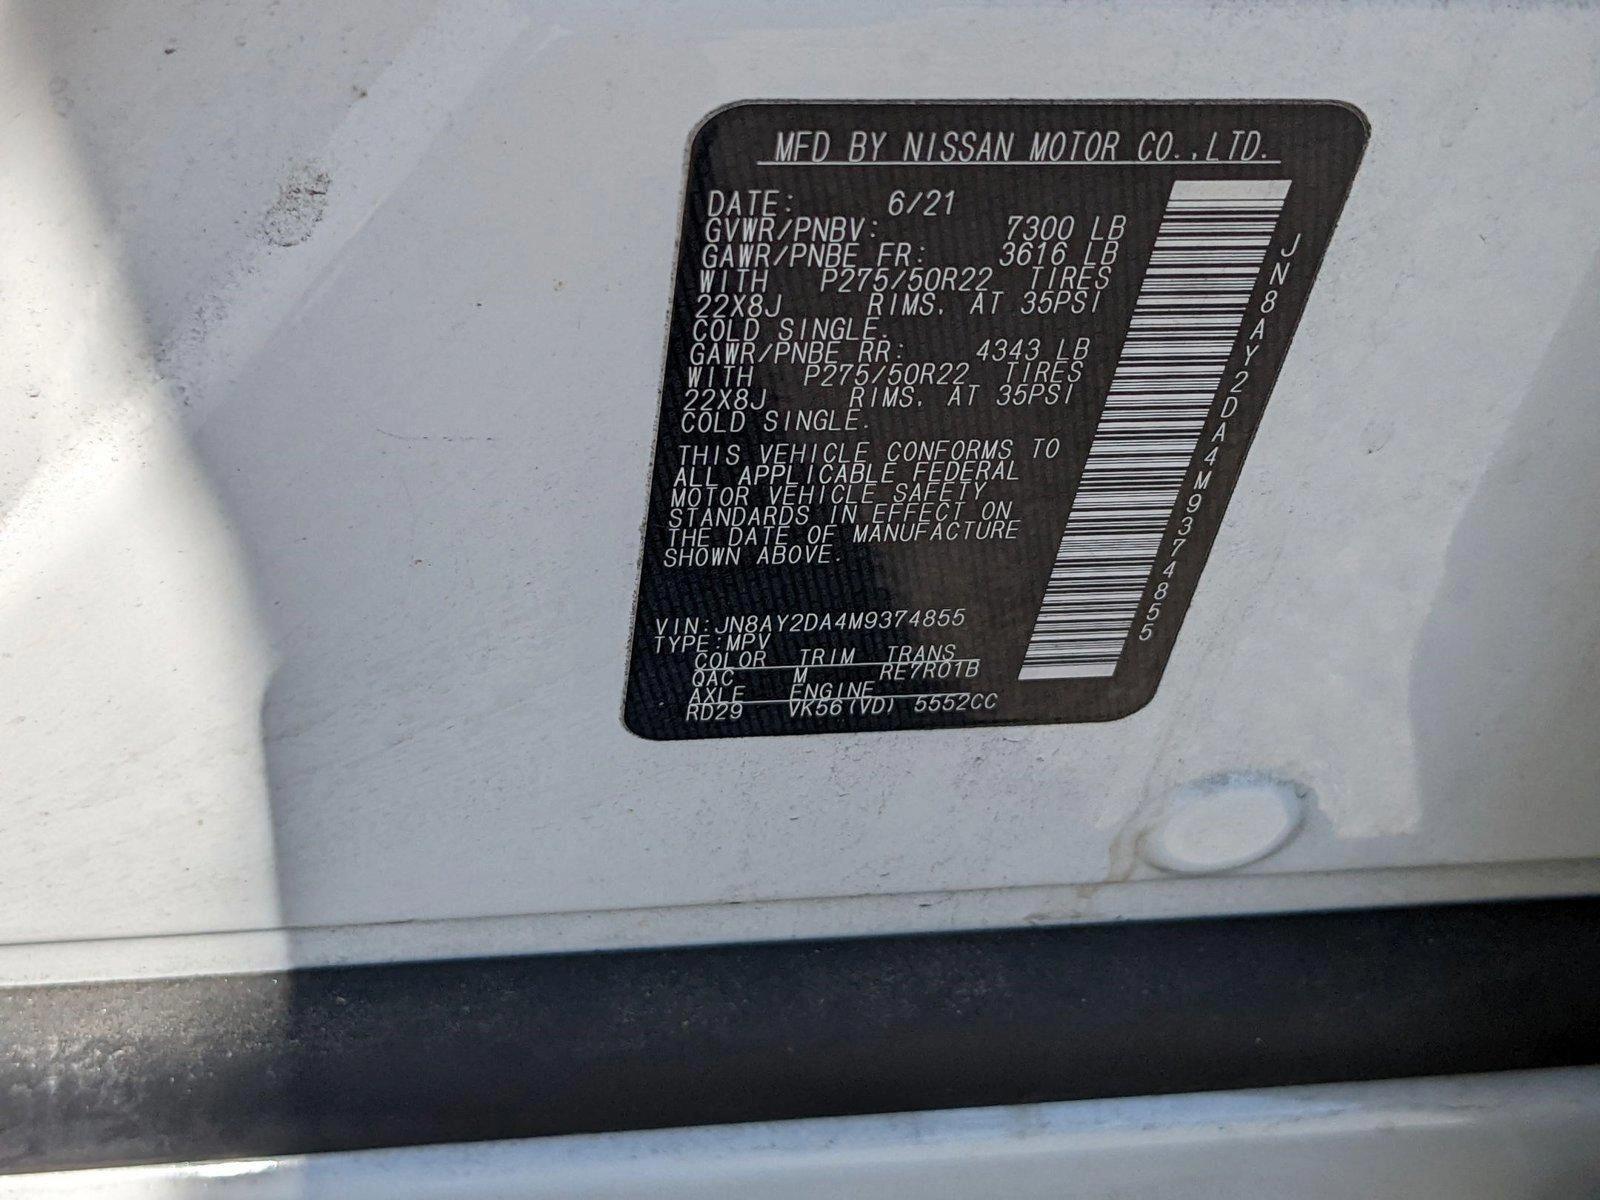 MFD BY NISSAN MOTOR CO.,LTD.
DATE: 6/21
GVWR/PNBV: 7300 LB
GAWR/PNBE FR: 3616 LB
WITH P275/50R22 TIRES
22X8J RIMS. AT 35PSI
COLD SINGLE.
GAWR/PNBE RR: 4343 LB
WITH P275/50R22 TIRES
22X8J RIMS. AT 35PSI
COLD SINGLE.
THIS VEHICLE CONFORMS TO
ALL APPLICABLE FEDERAL
MOTOR VEHICLE SAFETY
STANDARDS IN EFFECT ON
THE DATE OF MANUFACTURE
SHOWN ABOVE.
VIN:JN8AY2DA4M9374855
TYPE:MPV
COLOR TRIM TRANS
QAC M RE7R01B
AXLE ENGINE
RD29 VK56(VD) 5552CC
JN8AY2DA4M9374855